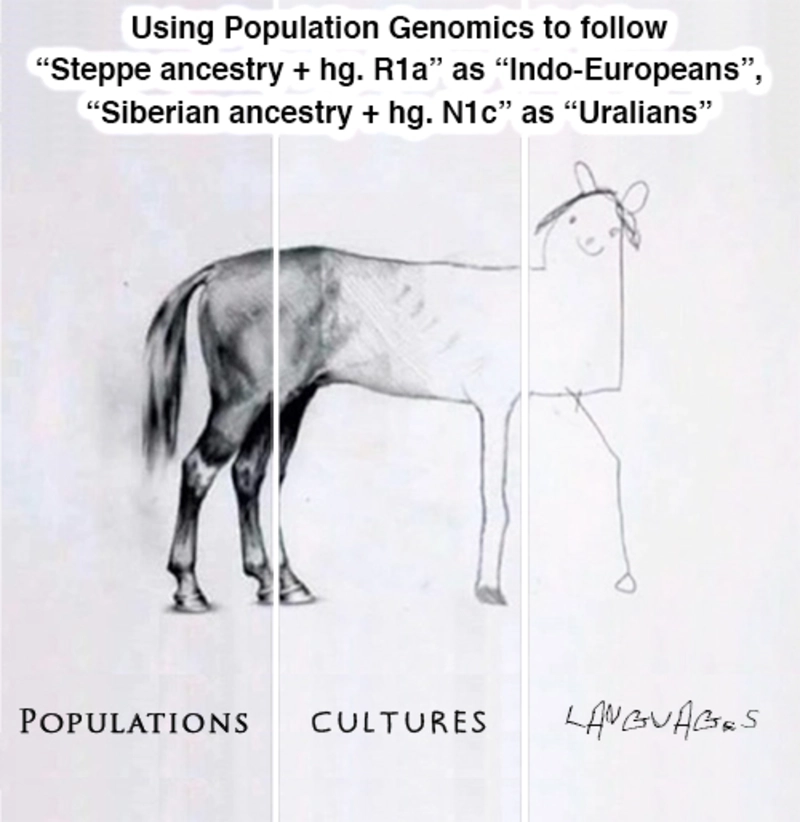 Using Population Genomics to follow
“Steppe ancestry + hg. R1a” as “Indo-Europeans”,
“Siberian ancestry + hg. N1c” as “Uralians”
POPULATIONS
CULTURES
LANGUAGES